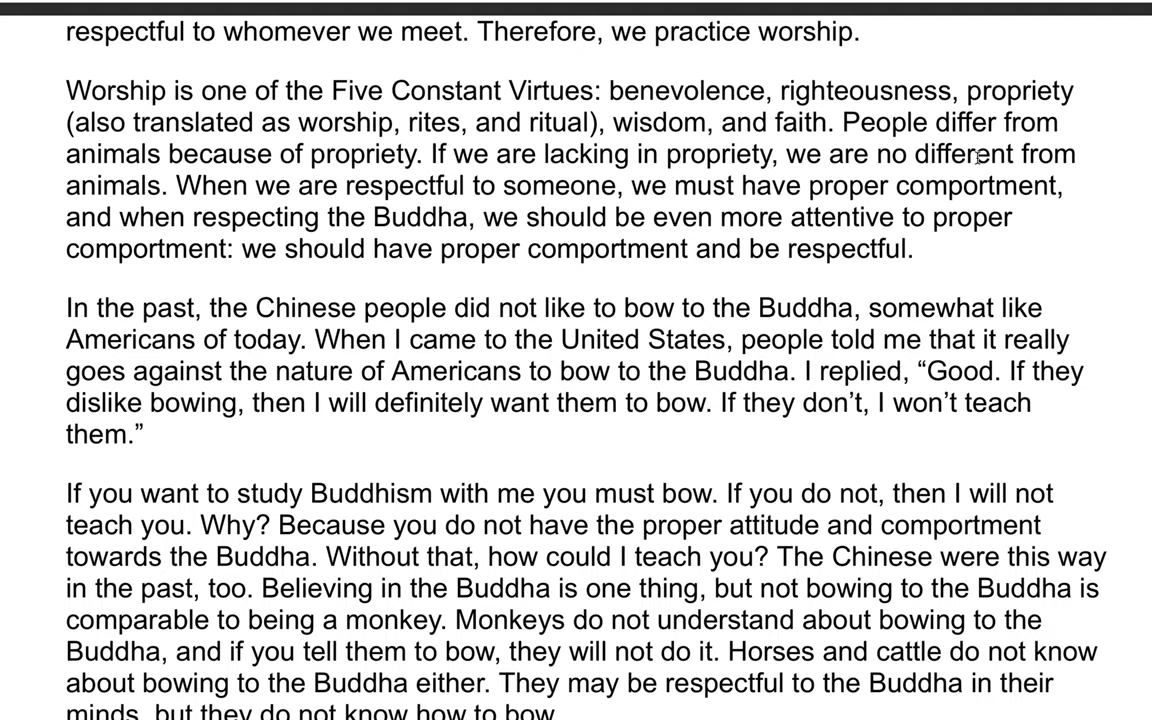 respectful to whomever we meet. Therefore, we practice worship.
Worship is one of the Five Constant Virtues: benevolence, righteousness, propriety
(also translated as worship, rites, and ritual), wisdom, and faith. People differ from
animals because of propriety. If we are lacking in propriety, we are no different from
animals. When we are respectful to someone, we must have proper comportment,
and when respecting the Buddha, we should be even more attentive to proper
comportment: we should have proper comportment and be respectful.
In the past, the Chinese people did not like to bow to the Buddha, somewhat like
Americans of today. When I came to the United States, people told me that it really
goes against the nature of Americans to bow to the Buddha. I replied, “Good. If they
dislike bowing, then I will definitely want them to bow. If they don’t, I won’t teach
them.”
If you want to study Buddhism with me you must bow. If you do not, then I will not
teach you. Why? Because you do not have the proper attitude and comportment
towards the Buddha. Without that, how could I teach you? The Chinese were this way
in the past, too. Believing in the Buddha is one thing, but not bowing to the Buddha is
comparable to being a monkey. Monkeys do not understand about bowing to the
Buddha, and if you tell them to bow, they will not do it. Horses and cattle do not know
about bowing to the Buddha either. They may be respectful to the Buddha in their
minds, but they do not know how to bow.